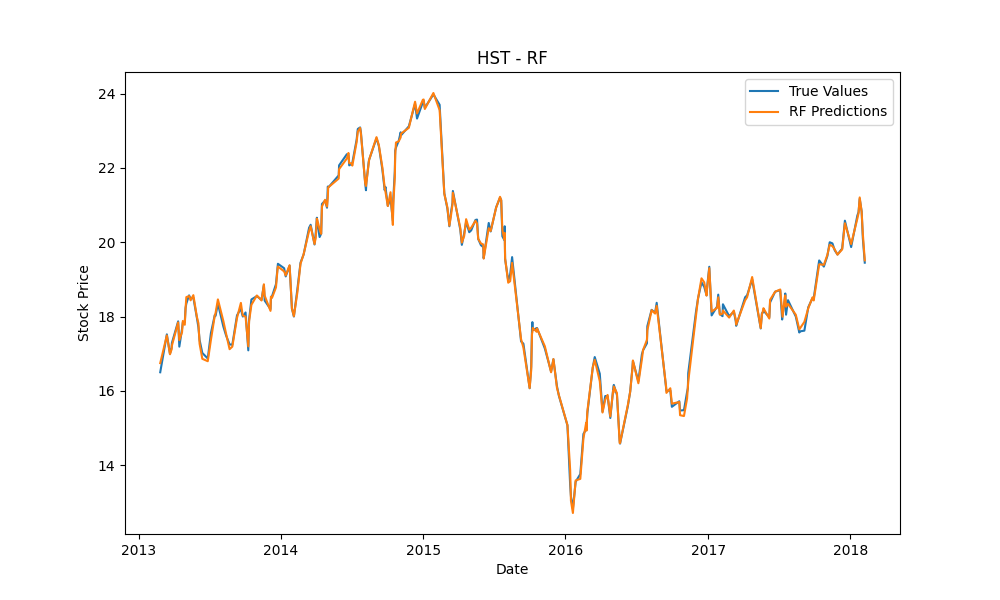 HST - RF
True Values
RF Predictions
24
22
20
18
16
14
Stock Price
2013
2014
2015
2016
2017
2018
Date